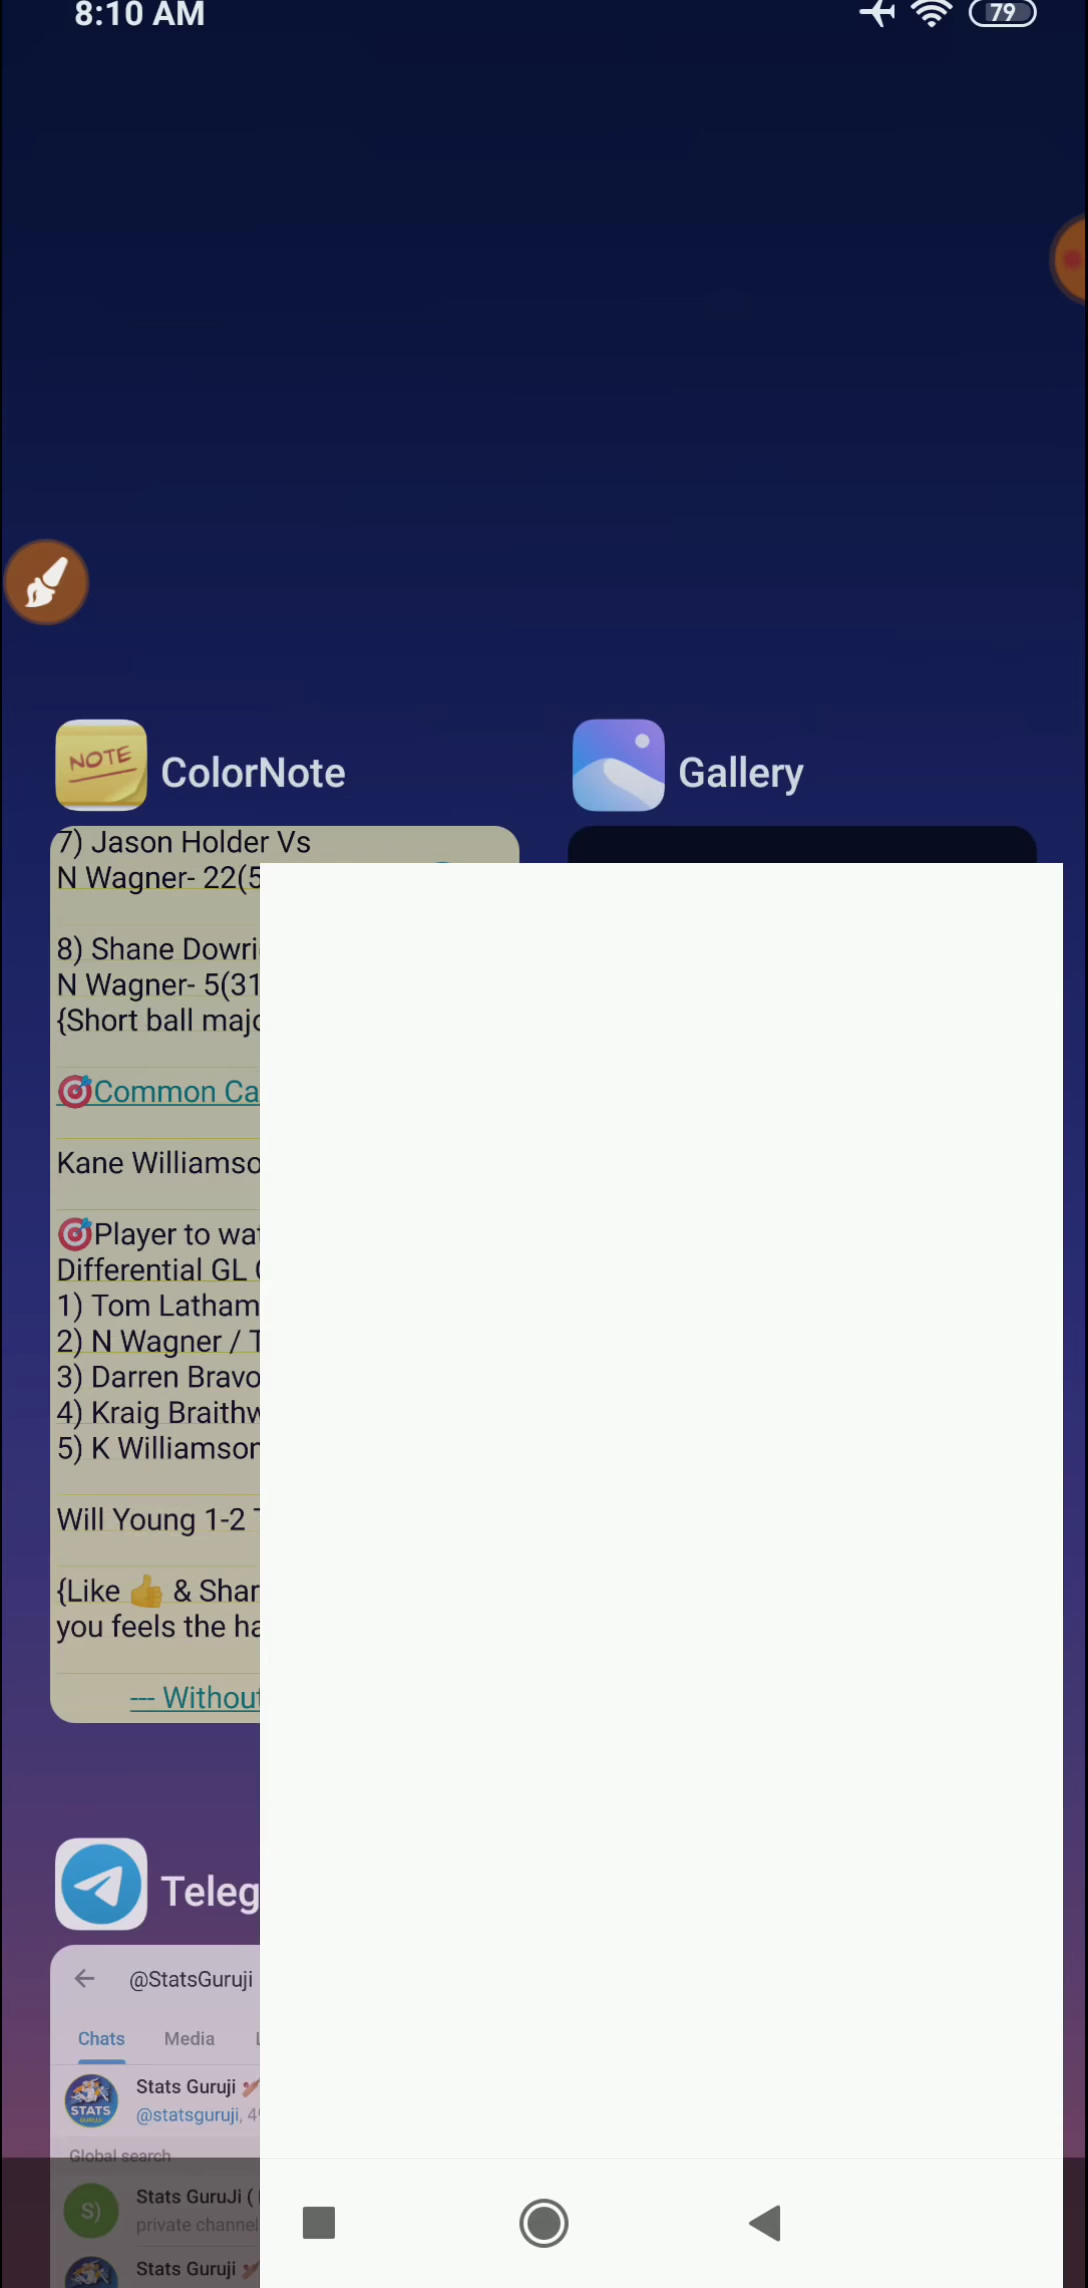 8:10 AM
79
NOTE
ColorNote
Gallery
7) Jason Holder Vs
N Wagner- 22(5
8) Shane Dowri
N Wagner- 5(31
{Short ball majo
🎯Common Ca
Kane Williamso
🎯Player to wat
Differential GL
1) Tom Latham
2) N Wagner / T
3) Darren Bravo
4) Kraig Braithw
5) K Williamson
Will Young 1-2
{Like 👍 & Shar
you feels the ha
--- Without
Teleg
@StatsGuruji
Chats Media L
Stats Guruji
STATS
@statsguruji, 4
Global search
S)
Stats GuruJi (
private channel
Stats Guruji